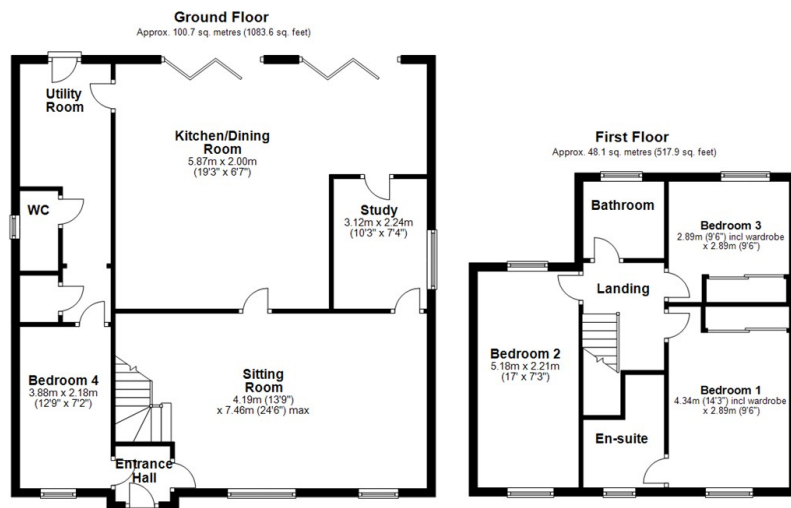 Ground Floor
Approx. 100.7 sq. metres (1083.6 sq. feet)
Utility
Room
Kitchen/Dining
Room
5.87m x 2.00m
(19'3" x 6'7")
WC
Study
3.12m x 2.24m
(10'3" x 7'4")
Bedroom 4
3.88m x 2.18m
(12'9" x 7'2")
Sitting
Room
4.19m (13'9")
x 7.46m (24'6") max
Entrance
Hall
First Floor
Approx. 48.1 sq. metres (517.9 sq. feet)
Bathroom
Bedroom 3
2.89m (9'6") incl wardrobe
x 2.89m (9'6")
Landing
Bedroom 2
5.18m x 2.21m
(17' x 7'3")
Bedroom 1
4.34m (14'3") incl wardrobe
x 2.89m (9'6")
En-suite